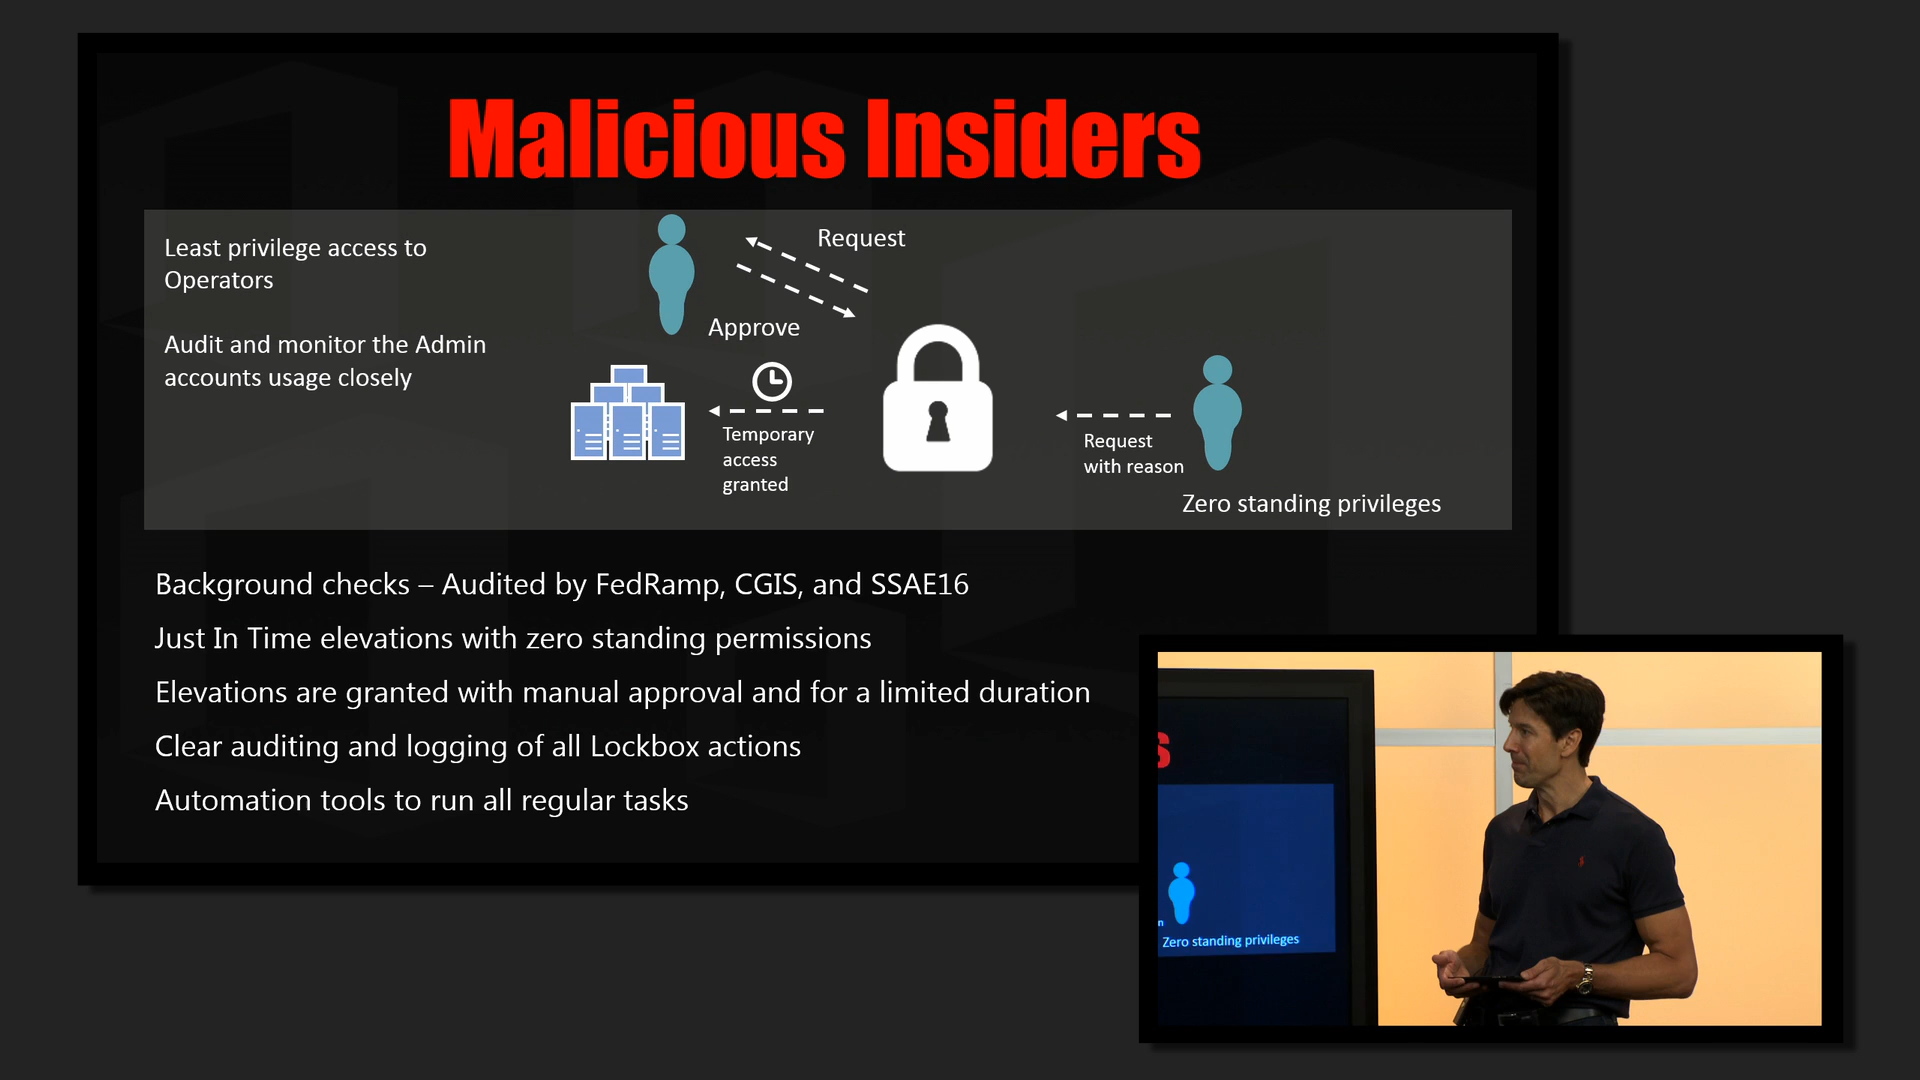 Malicious Insiders
Least privilege access to
Operators
Audit and monitor the Admin
accounts usage closely
Request
Approve
Temporary
access
granted
Request
with reason
Zero standing privileges
Background checks – Audited by FedRamp, CGIS, and SSAE16
Just In Time elevations with zero standing permissions
Elevations are granted with manual approval and for a limited duration
Clear auditing and logging of all Lockbox actions
Automation tools to run all regular tasks
s
n
Zero standing privileges